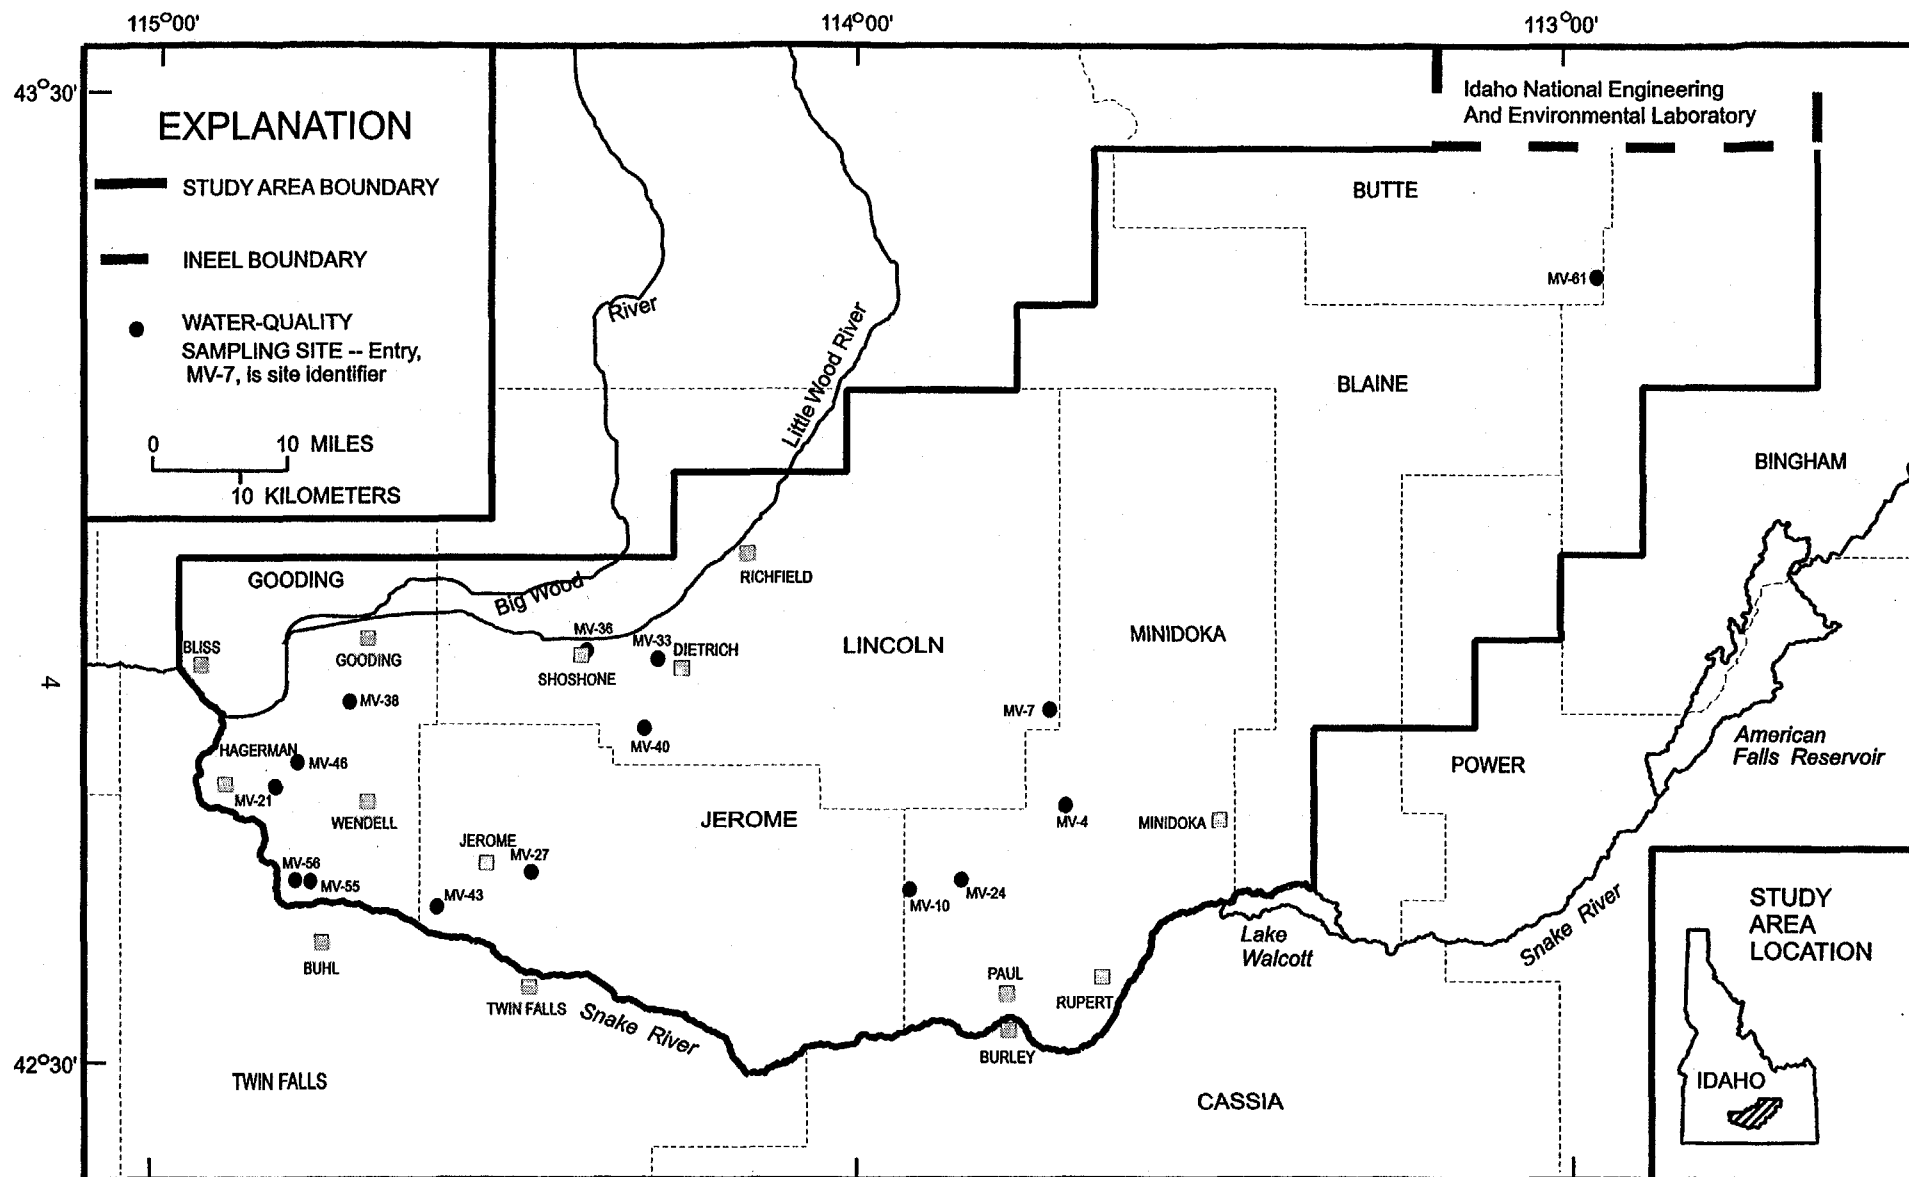 115°00'
114°00'
113°00'
43°30'
EXPLANATION
STUDY AREA BOUNDARY
INEEL BOUNDARY
WATER-QUALITY
SAMPLING SITE -- Entry,
MV-7, is site identifier
0 10 MILES
10 KILOMETERS
Idaho National Engineering
And Environmental Laboratory
BUTTE
MV-61
River
Little Wood River
BLAINE
BINGHAM
GOODING
Big Wood
RICHFIELD
BLISS
GOODING
MV-36
SHOSHONE
MV-33
DIETRICH
LINCOLN
MINIDOKA
4
MV-38
MV-40
MV-7
HAGERMAN
MV-46
MV-21
WENDELL
JEROME
MV-4
MINIDOKA
POWER
American
Falls Reservoir
JEROME
MV-27
MV-56
MV-55
MV-43
MV-10
MV-24
BUHL
TWIN FALLS
Snake River
PAUL
RUPERT
BURLEY
Lake
Walcott
Snake River
STUDY
AREA
LOCATION
IDAHO
42°30'
TWIN FALLS
CASSIA